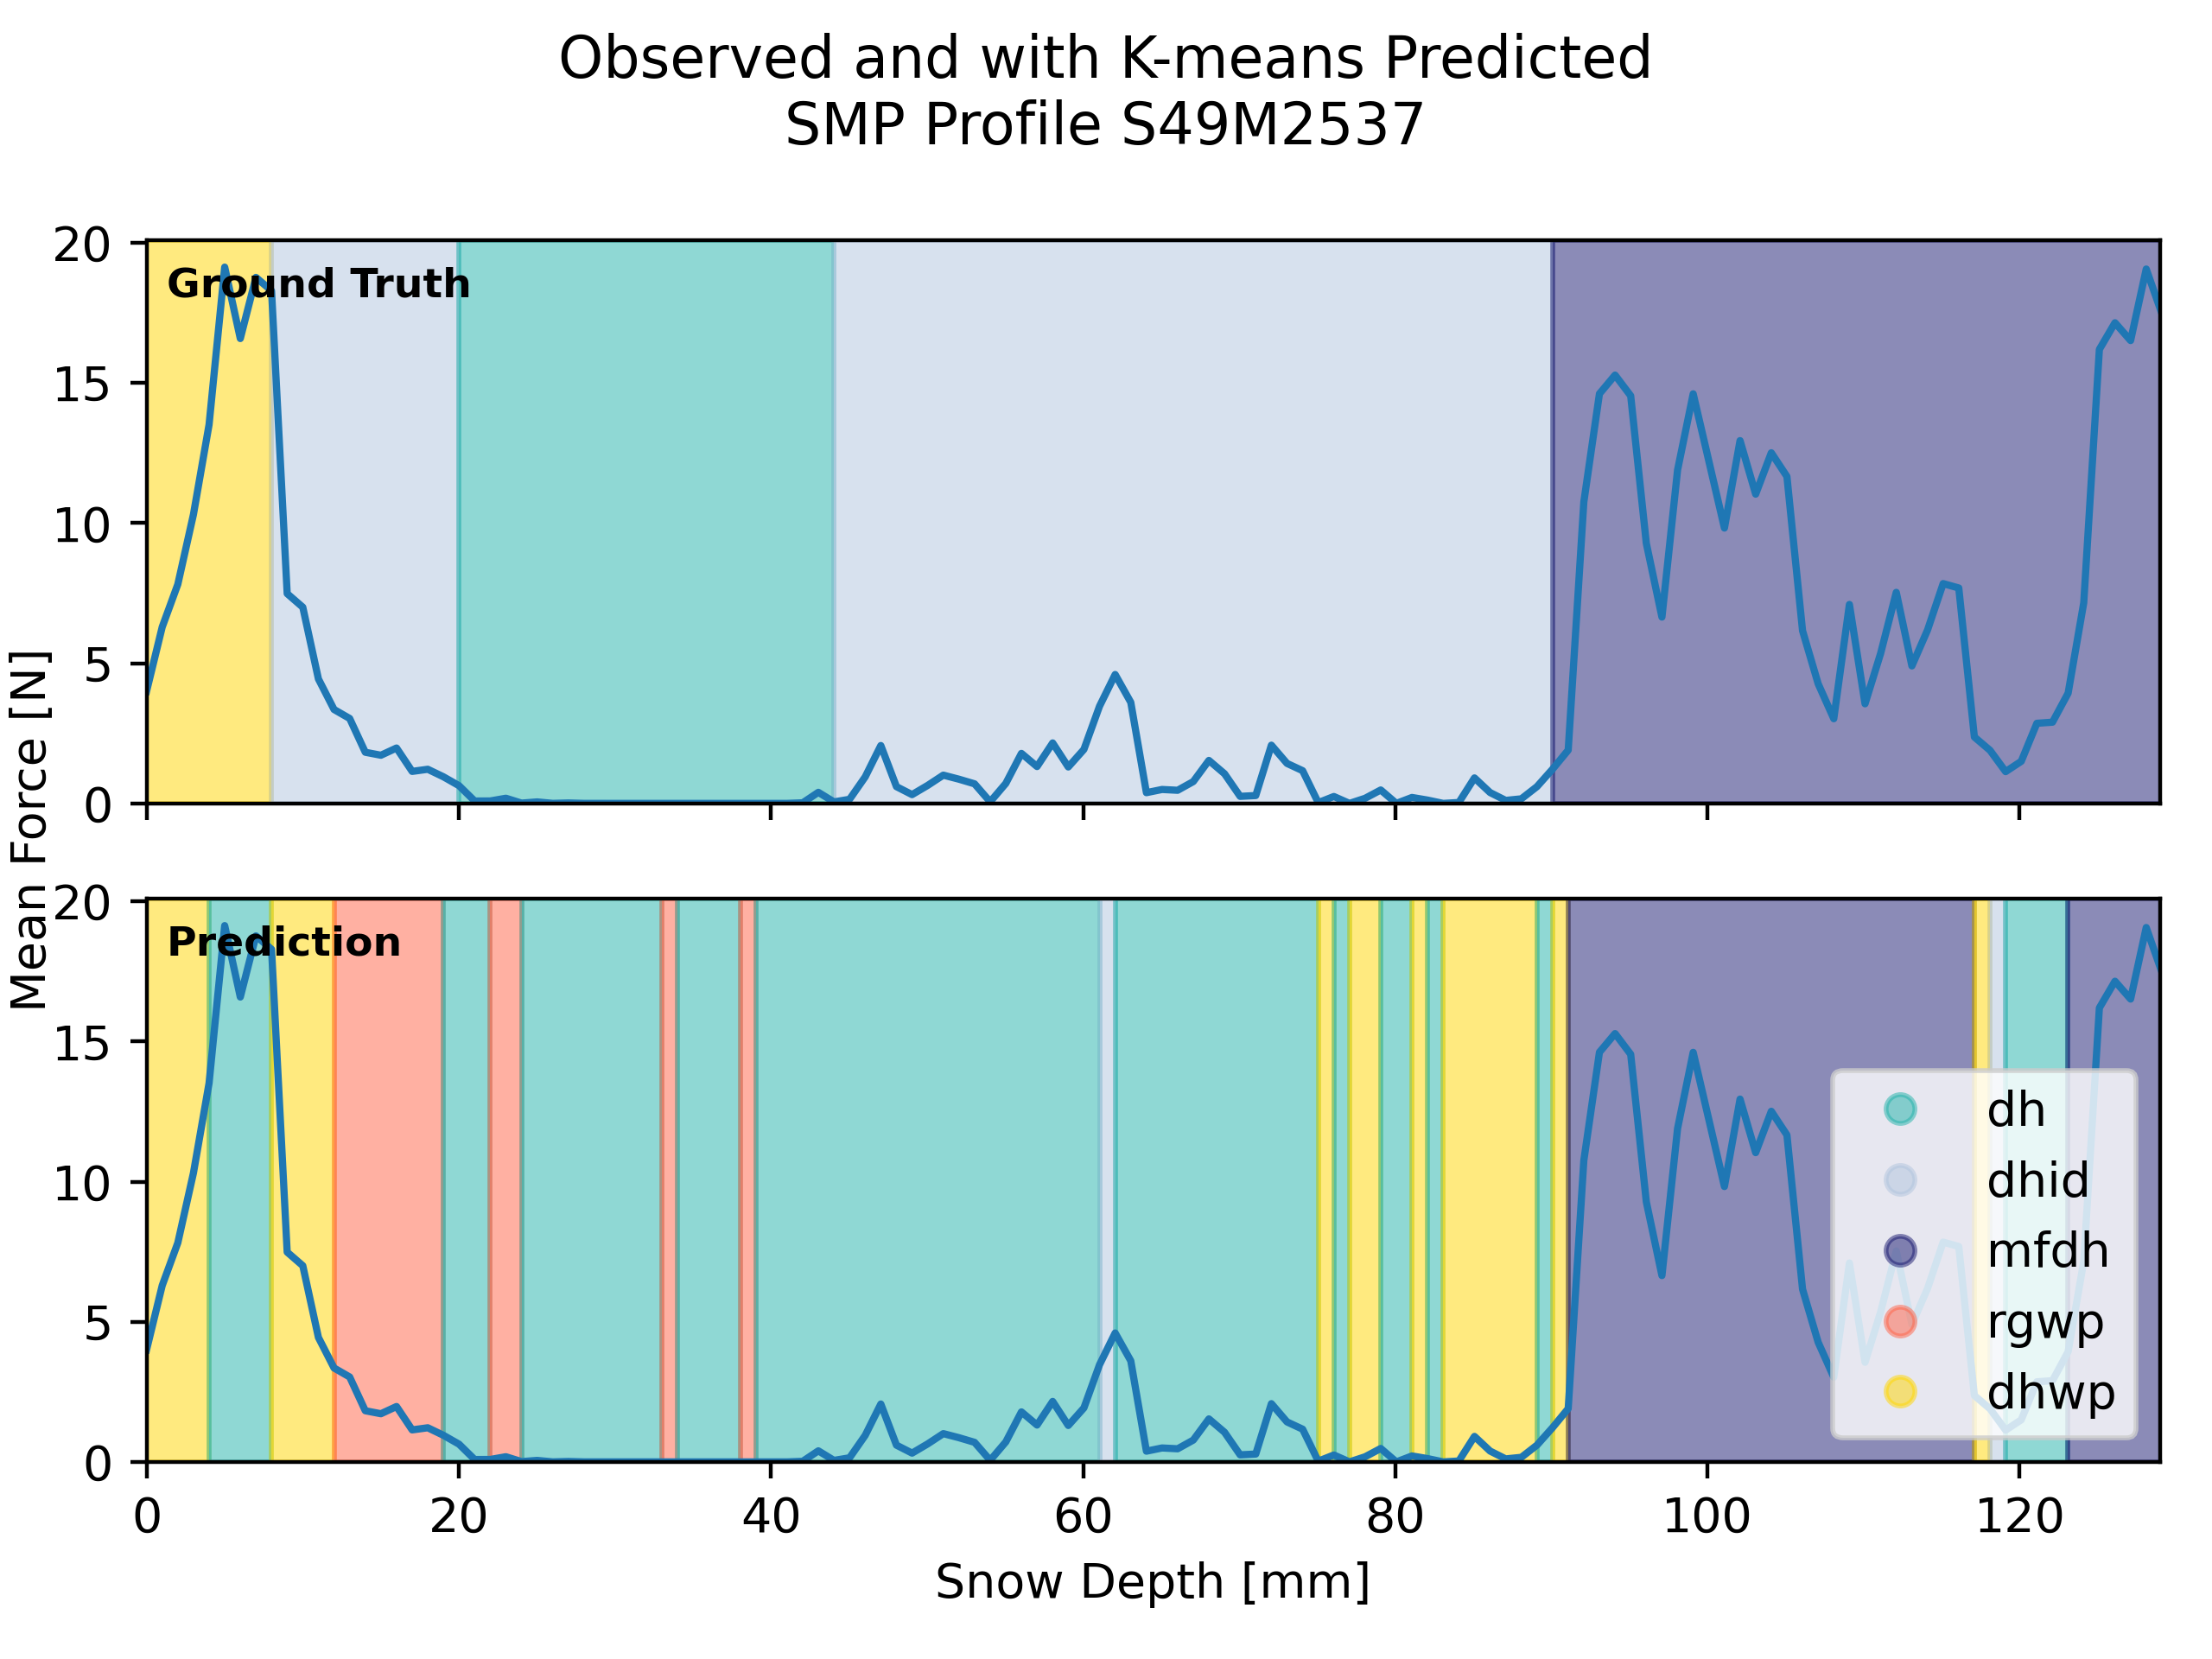 Observed and with K-means Predicted
SMP Profile S49M2537
20
Ground Truth
15
10
5
0
Mean Force [N]
20
Prediction
15
10
5
0
dh
dhid
mfdh
rgwp
dhwp
0 20 40 60 80 100 120
Snow Depth [mm]